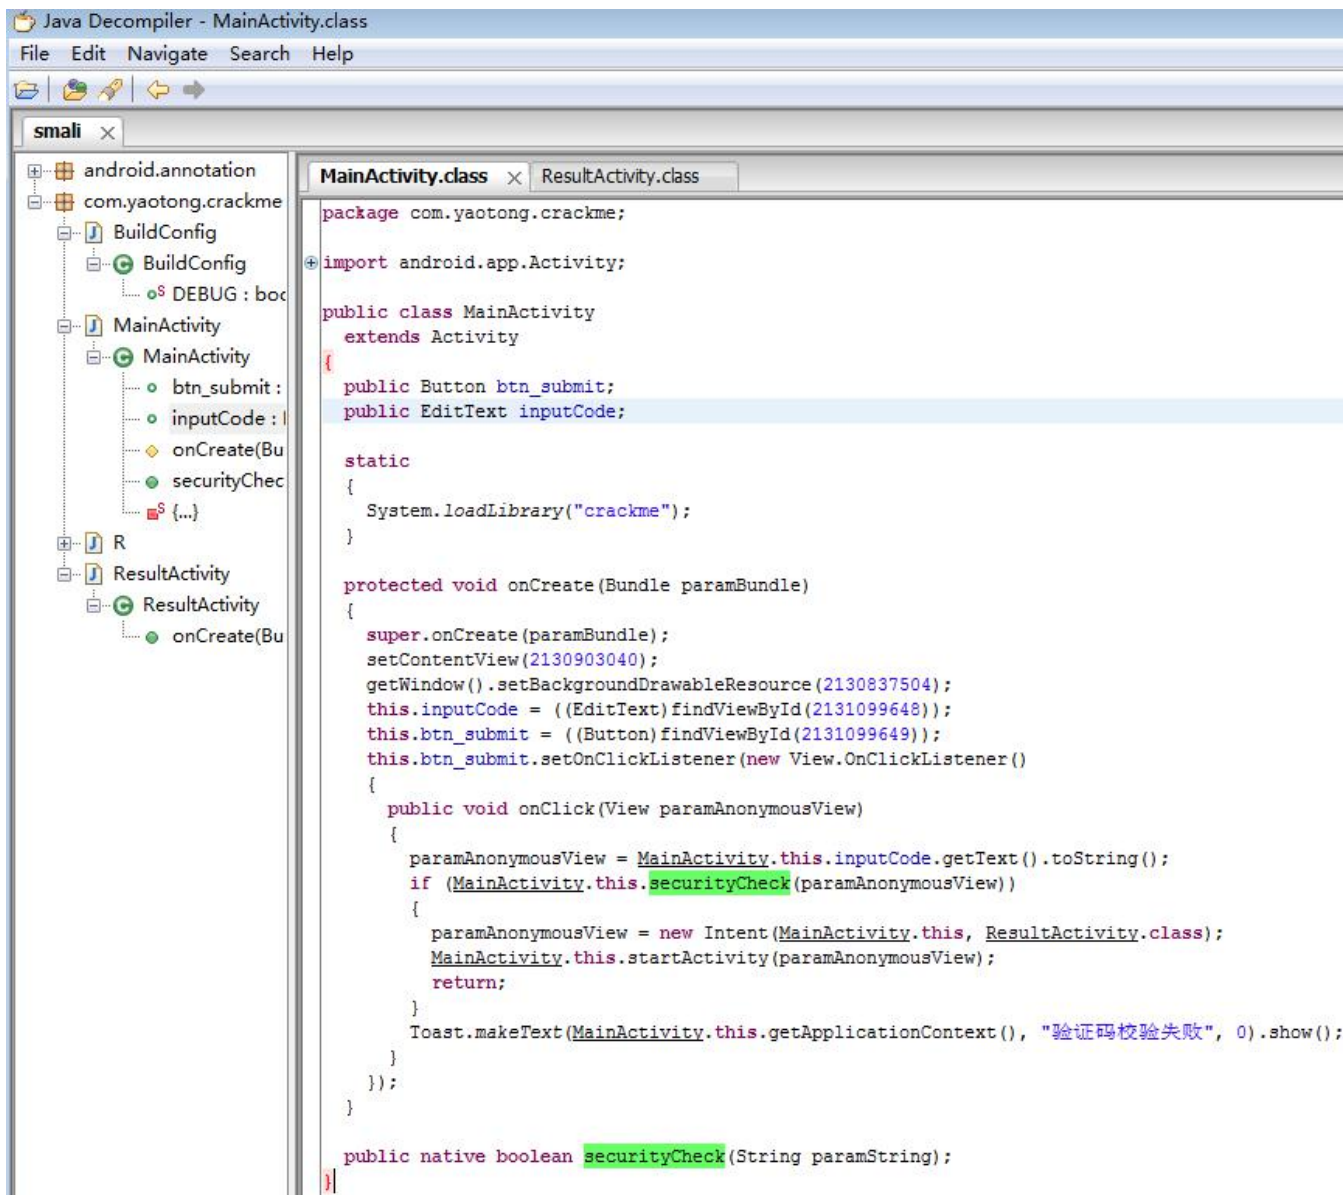 Java Decompiler - MainActivity.class
File Edit Navigate Search Help
smali
android.annotation
com.yaotong.crackme
BuildConfig
BuildConfig
DEBUG : boo
MainActivity
MainActivity
btn_submit :
inputCode :
onCreate(Bu
securityChec
{...}
R
ResultActivity
ResultActivity
onCreate(Bu
MainActivity.class ResultActivity.class
package com.yaotong.crackme;
import android.app.Activity;
public class MainActivity
extends Activity
{
public Button btn_submit;
public EditText inputCode;
static
{
System.loadLibrary("crackme");
}
protected void onCreate(Bundle paramBundle)
{
super.onCreate(paramBundle);
setContentView(2130903040);
getWindow().setBackgroundDrawableResource(2130837504);
this.inputCode = ((EditText)findViewById(2131099648));
this.btn_submit = ((Button)findViewById(2131099649));
this.btn_submit.setOnClickListener(new View.OnClickListener()
{
public void onClick(View paramAnonymousView)
{
paramAnonymousView = MainActivity.this.inputCode.getText().toString();
if (MainActivity.this.securityCheck(paramAnonymousView))
{
paramAnonymousView = new Intent(MainActivity.this, ResultActivity.class);
MainActivity.this.startActivity(paramAnonymousView);
return;
}
Toast.makeText(MainActivity.this.getApplicationContext(), "验证码校验失败", 0).show();
}
});
}
public native boolean securityCheck(String paramString);
}